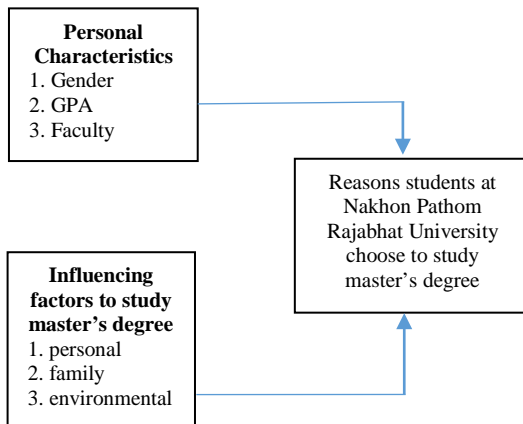 Personal
Characteristics
1. Gender
2. GPA
3. Faculty
Reasons students at
Nakhon Pathom
Rajabhat University
choose to study
master's degree
Influencing factors to study
master's degree
1. personal
2. family
3. environmental